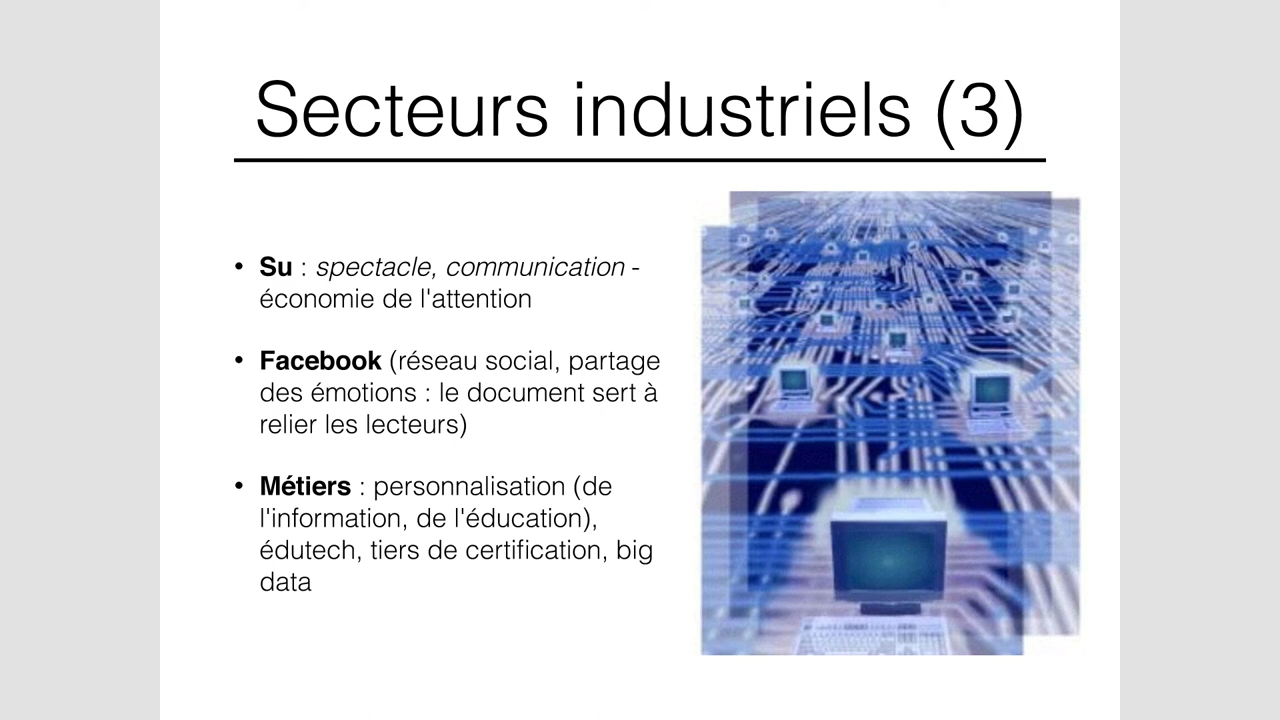 Secteurs industriels (3)
• Su : spectacle, communication -
économie de l'attention
• Facebook (réseau social, partage
des émotions : le document sert à
relier les lecteurs)
• Métiers : personnalisation (de
l'information, de l'éducation),
édutech, tiers de certification, big
data